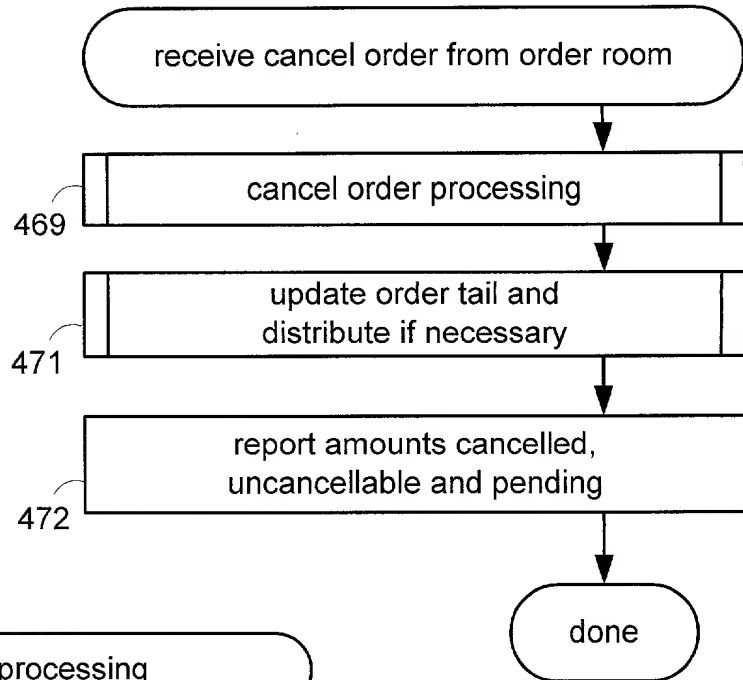 receive cancel order from order room
cancel order processing
469
update order tail and
distribute if necessary
471
report amounts cancelled,
uncancellable and pending
472
done
processing